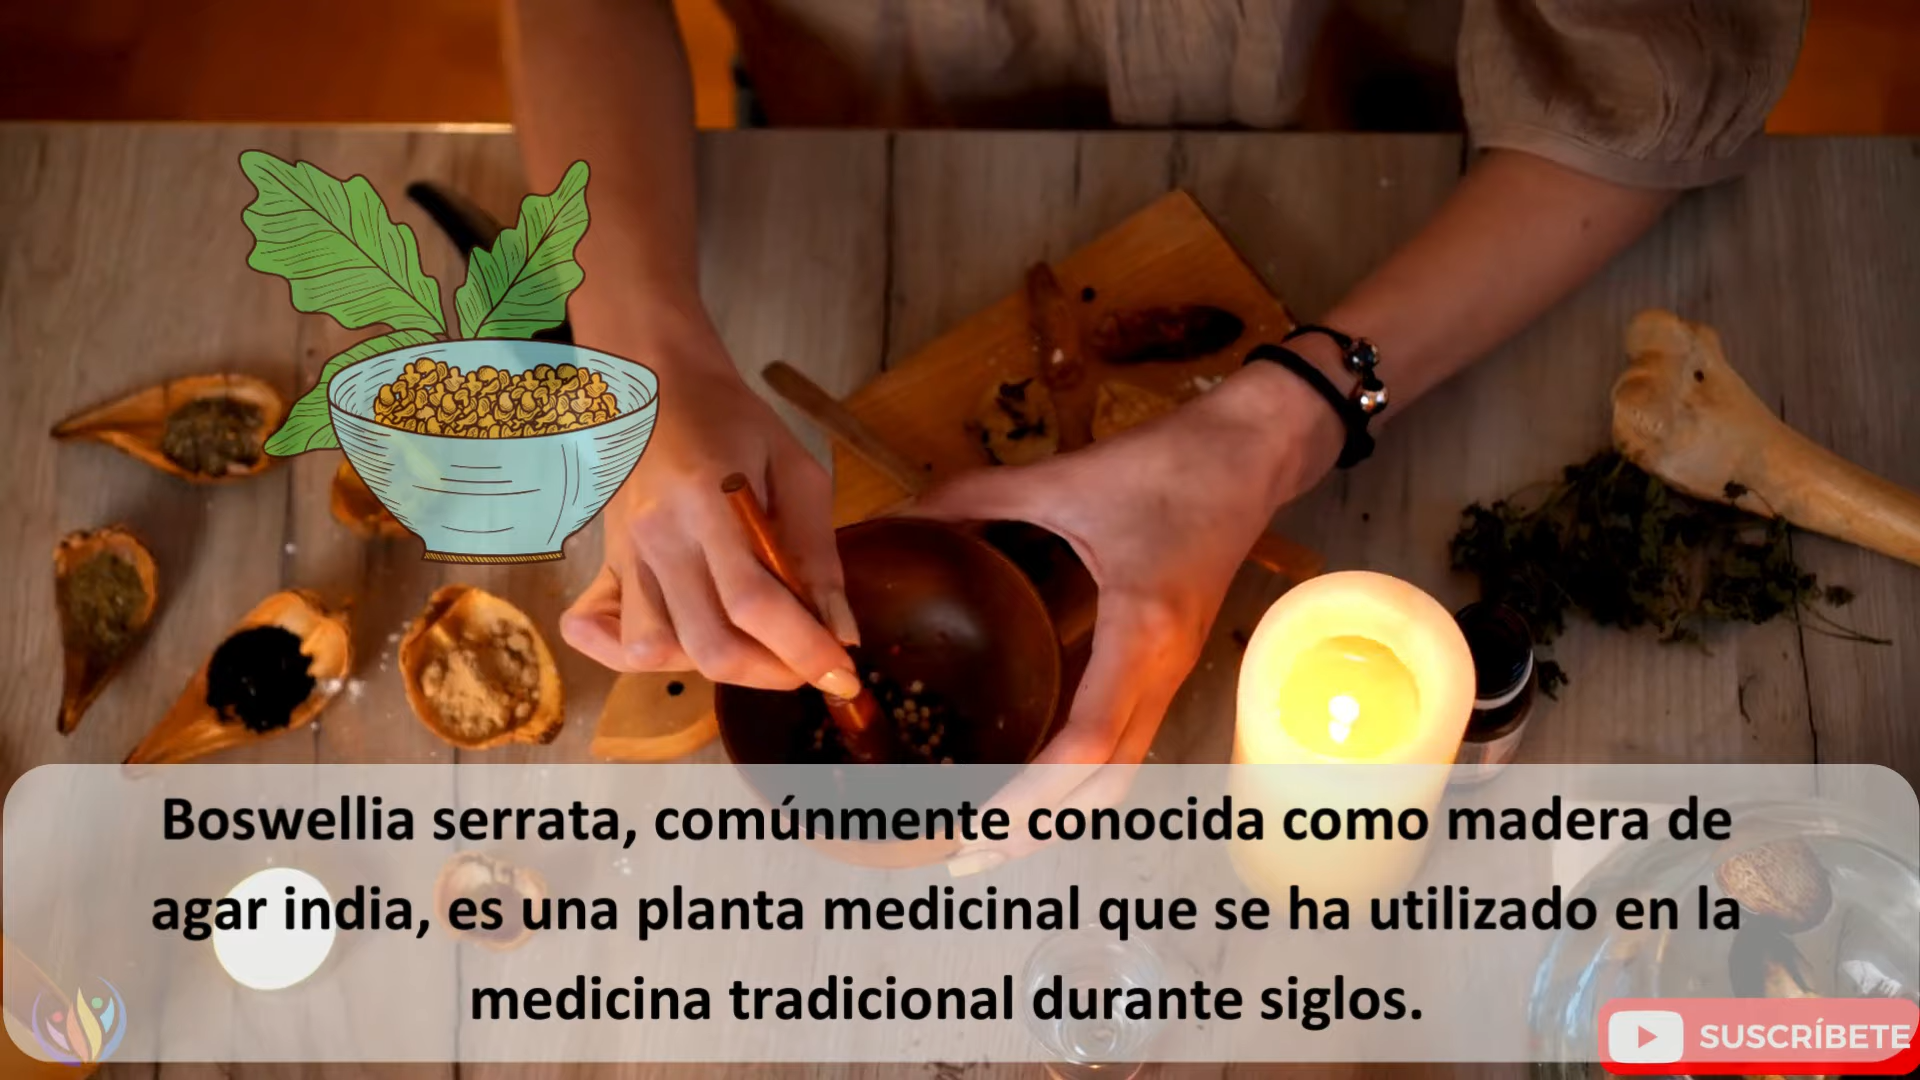 Boswellia serrata, comúnmente conocida como madera de
agar india, es una planta medicinal que se ha utilizado en la
medicina tradicional durante siglos.
SUSCRÍBETE